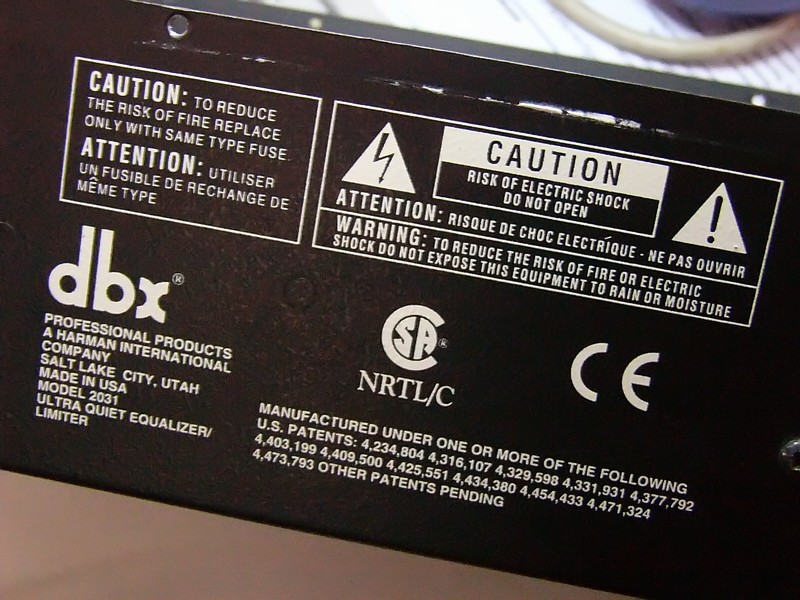 CAUTION: TO REDUCE
THE RISK OF FIRE REPLACE
ONLY WITH SAME TYPE FUSE.
ATTENTION: UTILISER
UN FUSIBLE DE RECHANGE DE
MÊME TYPE
CAUTION
RISK OF ELECTRIC SHOCK
DO NOT OPEN
ATTENTION: RISQUE DE CHOC ELECTRÍQUE - NE PAS OUVRIR
WARNING: TO REDUCE THE RISK OF FIRE OR ELECTRIC
SHOCK DO NOT EXPOSE THIS EQUIPMENT TO RAIN OR MOISTURE
dbx®
PROFESSIONAL PRODUCTS
A HARMAN INTERNATIONAL
COMPANY
SALT LAKE CITY, UTAH
MADE IN USA
MODEL 2031
ULTRA QUIET EQUALIZER/
LIMITER
CSA®
NRTL/C
CE
MANUFACTURED UNDER ONE OR MORE OF THE FOLLOWING
U.S. PATENTS: 4,234,804 4,316,107 4,329,598 4,331,931 4,377,792
4,403,199 4,409,500 4,425,551 4,434,380 4,454,433 4,471,324
4,473,793 OTHER PATENTS PENDING